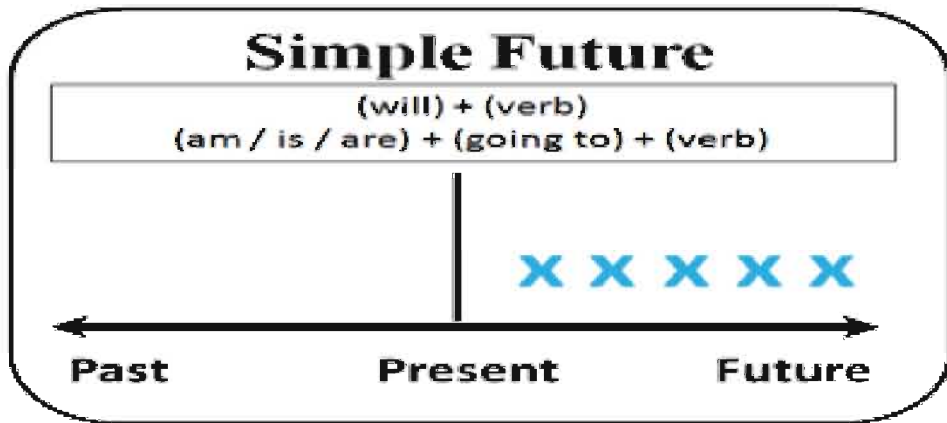 Simple Future
(will) + (verb)
(am / is / are) + (going to) + (verb)
X X X X X
Past Present Future